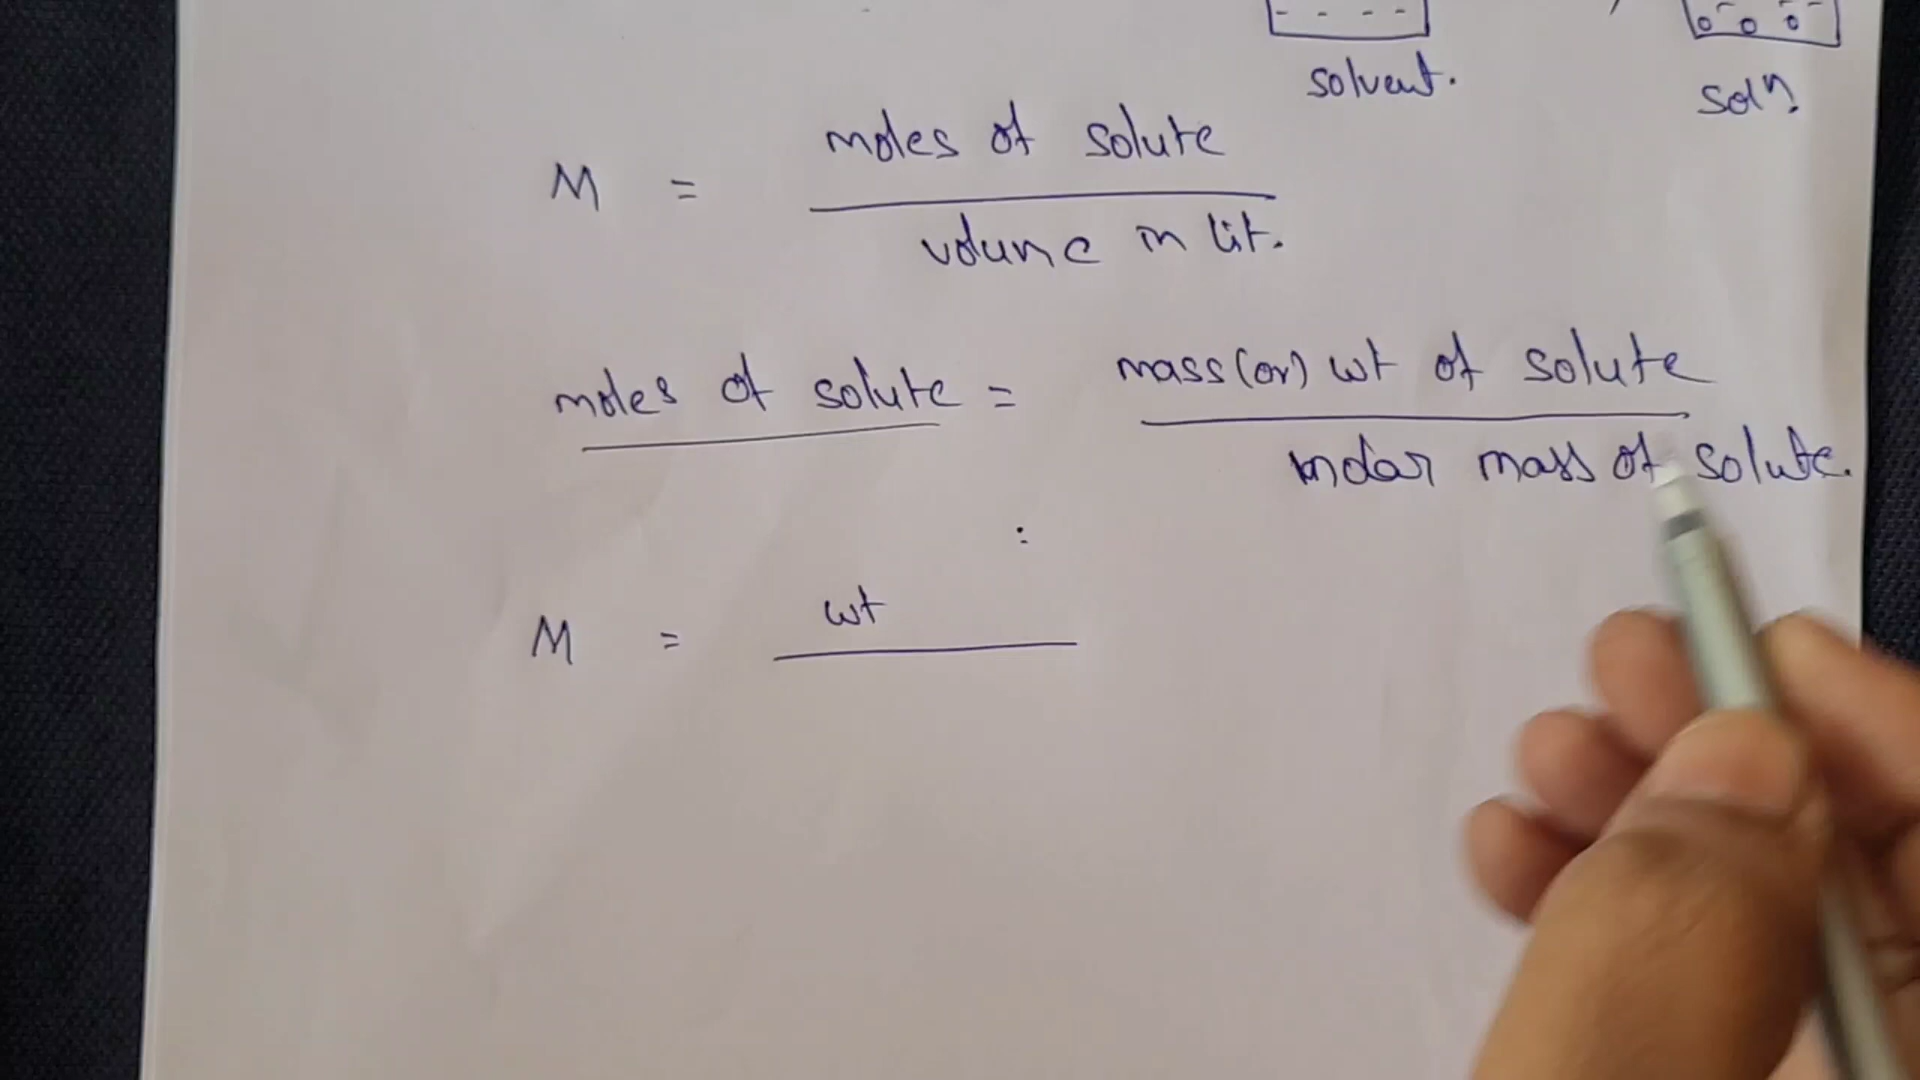 solvent.
soln.
moles of solute
M =
volume in lit.
mass(or) wt of solute
moles of solute =
molar mass of solute.
:
wt
M =